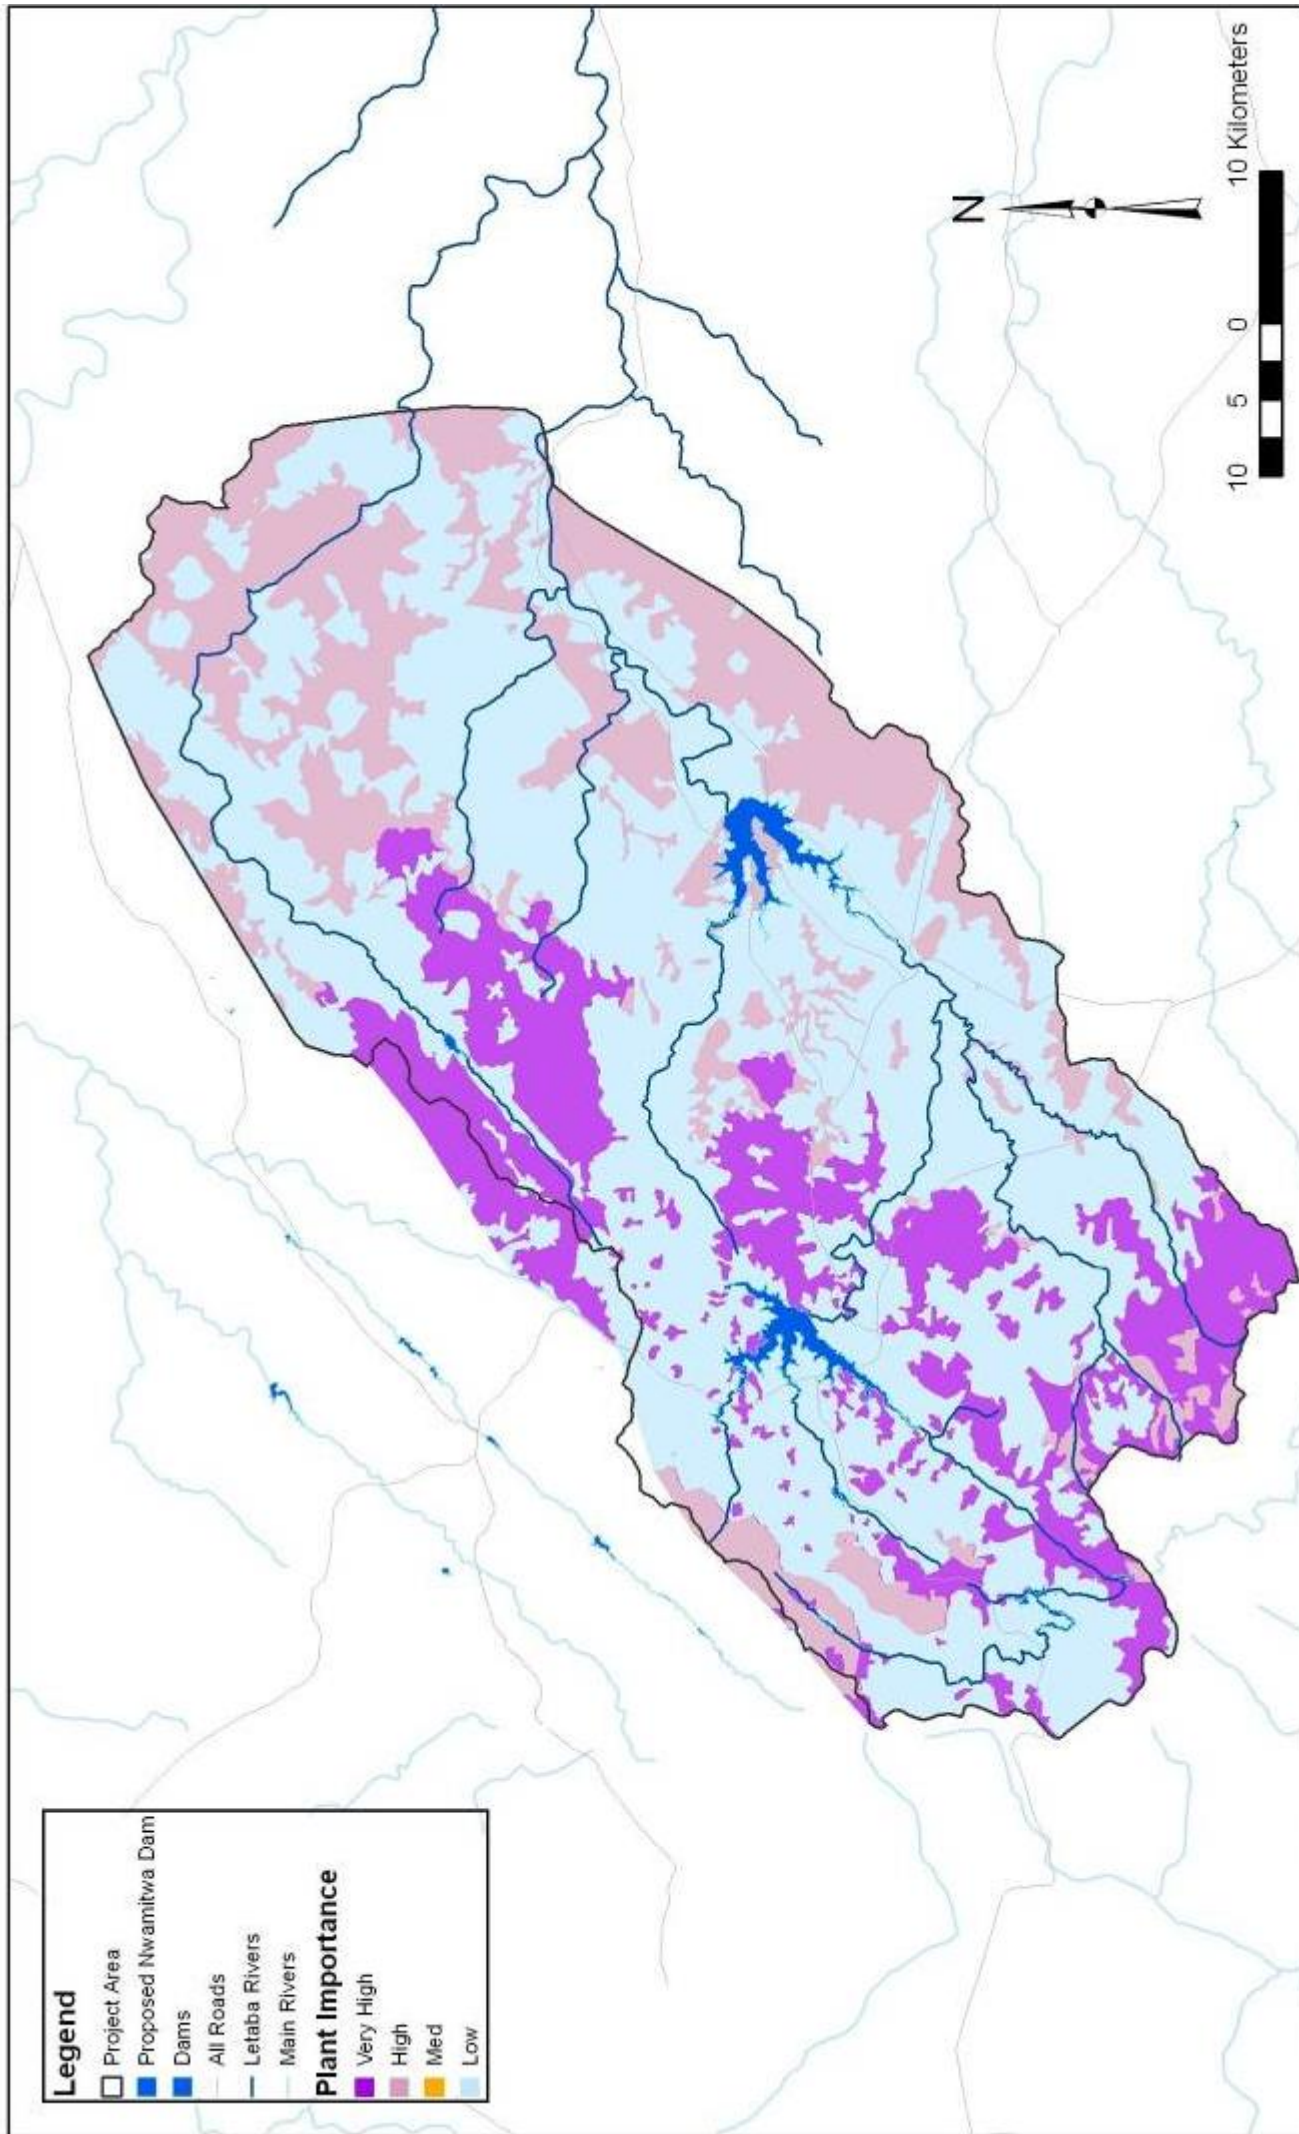 Legend
Project Area
Proposed Nwamitwa Dam
Dams
All Roads
Letaba Rivers
Main Rivers
Plant Importance
Very High
High
Med
Low
N
10 5 0 10 Kilometers